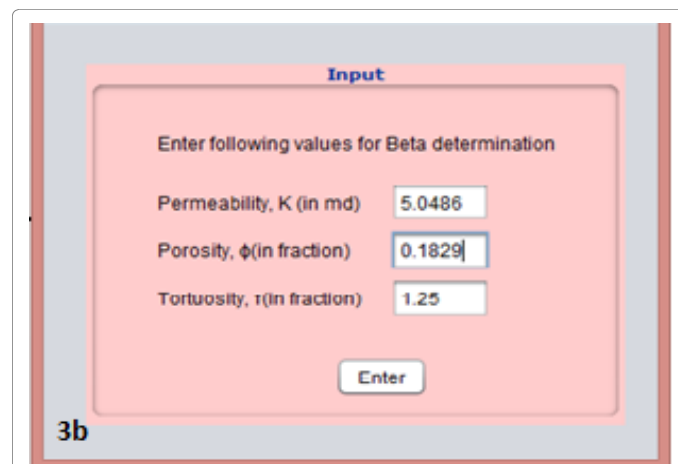 Input
Enter following values for Beta determination
Permeability, K (in md) 5.0486
Porosity, ϕ(in fraction) 0.1829
Tortuosity, τ(in fraction) 1.25
Enter
3b